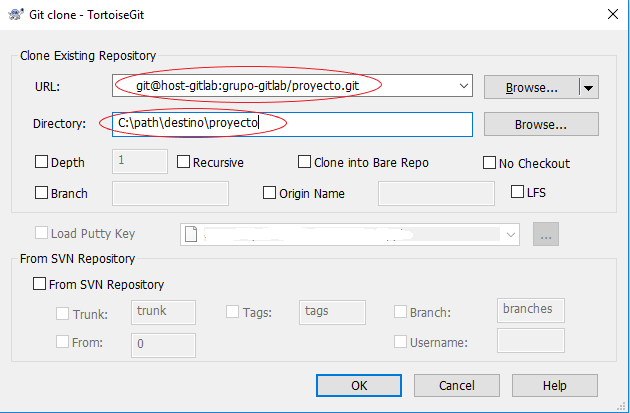 Git clone - TortoiseGit
Clone Existing Repository
URL: git@host-gitlab:grupo-gitlab/proyecto.git Browse...
Directory: C:\path\destino\proyecto Browse...
Depth 1 Recursive Clone into Bare Repo No Checkout
Branch Origin Name LFS
Load Putty Key ...
From SVN Repository
From SVN Repository
Trunk: trunk Tags: tags Branch: branches
From: 0 Username:
OK Cancel Help